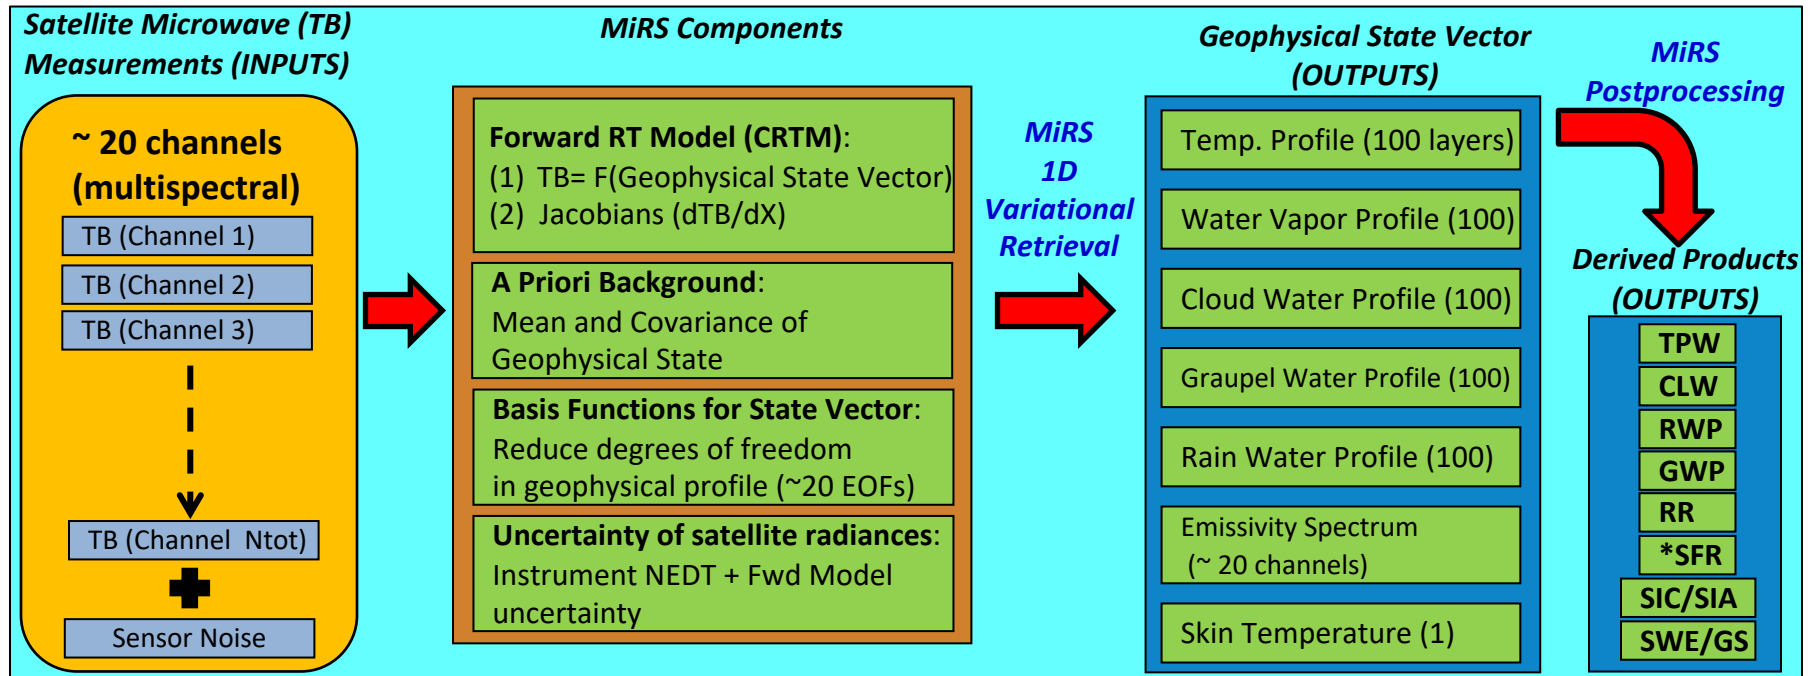 Satellite Microwave (TB)
Measurements (INPUTS)
~ 20 channels
(multispectral)
TB (Channel 1)
TB (Channel 2)
TB (Channel 3)
TB (Channel Ntot)
Sensor Noise
MiRS Components
Forward RT Model (CRTM):
(1) TB= F(Geophysical State Vector)
(2) Jacobians (dTB/dX)
A Priori Background:
Mean and Covariance of
Geophysical State
Basis Functions for State Vector:
Reduce degrees of freedom
in geophysical profile (~20 EOFs)
Uncertainty of satellite radiances:
Instrument NEDT + Fwd Model
uncertainty
MiRS
1D
Variational
Retrieval
Geophysical State Vector
(OUTPUTS)
Temp. Profile (100 layers)
Water Vapor Profile (100)
Cloud Water Profile (100)
Graupel Water Profile (100)
Rain Water Profile (100)
Emissivity Spectrum
(~ 20 channels)
Skin Temperature (1)
MiRS
Postprocessing
Derived Products
(OUTPUTS)
TPW
CLW
RWP
GWP
RR
*SFR
SIC/SIA
SWE/GS